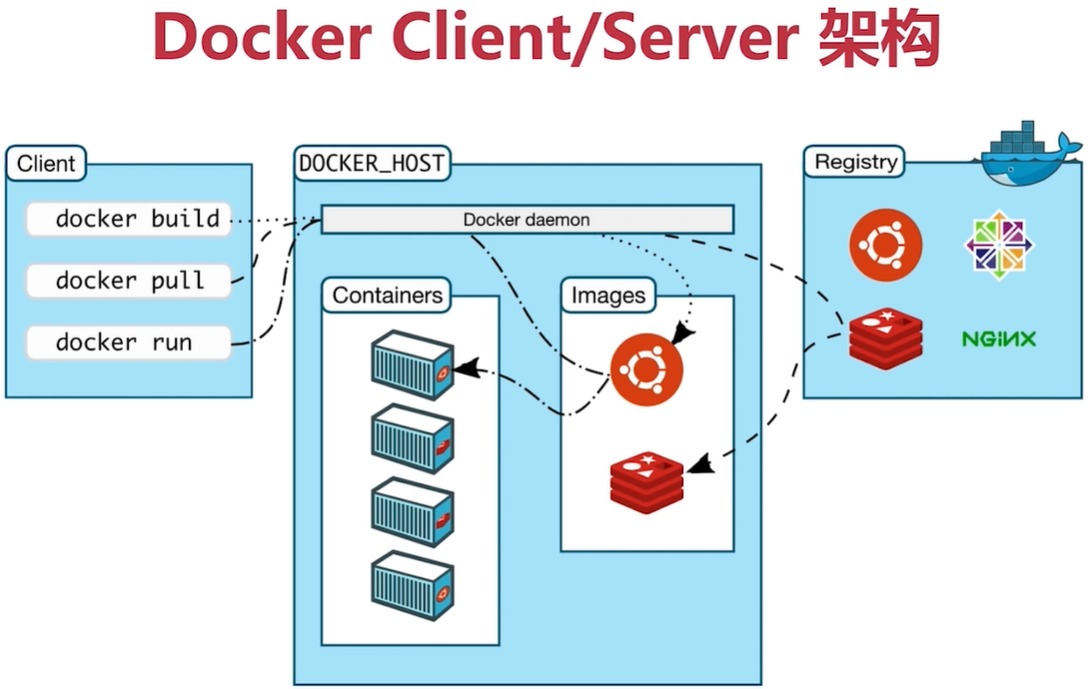 Docker Client/Server 架构
Client
docker build
docker pull
docker run
DOCKER_HOST
Docker daemon
Containers
Images
Registry
NGiNX